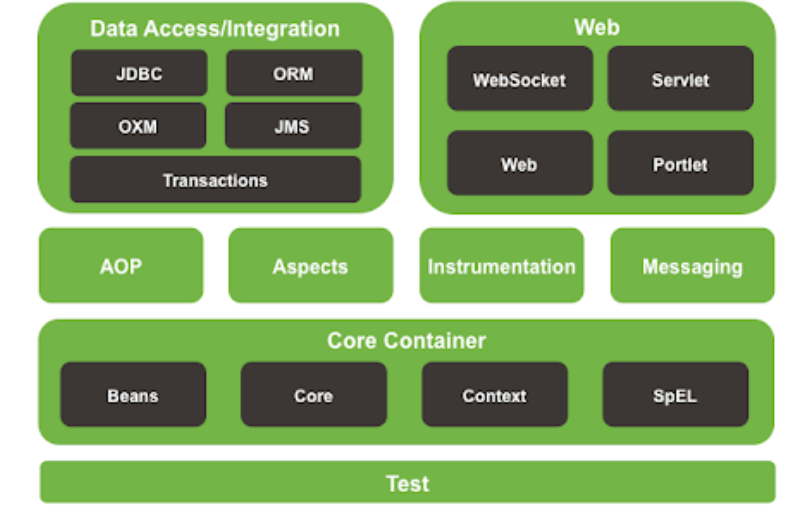 Data Access/Integration
JDBC
ORM
OXM
JMS
Transactions
Web
WebSocket
Servlet
Web
Portlet
AOP
Aspects
Instrumentation
Messaging
Core Container
Beans
Core
Context
SpEL
Test